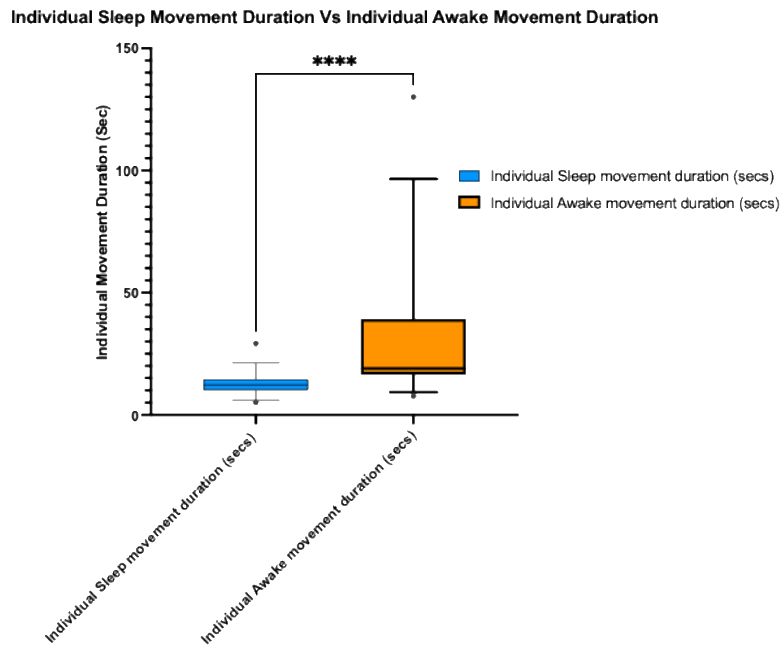 Individual Sleep Movement Duration Vs Individual Awake Movement Duration
150
****
100
50
0
Individual Movement Duration (Sec)
Individual Sleep movement duration (secs)
Individual Awake movement duration (secs)
Individual Sleep movement duration (secs)
Individual Awake movement duration (secs)